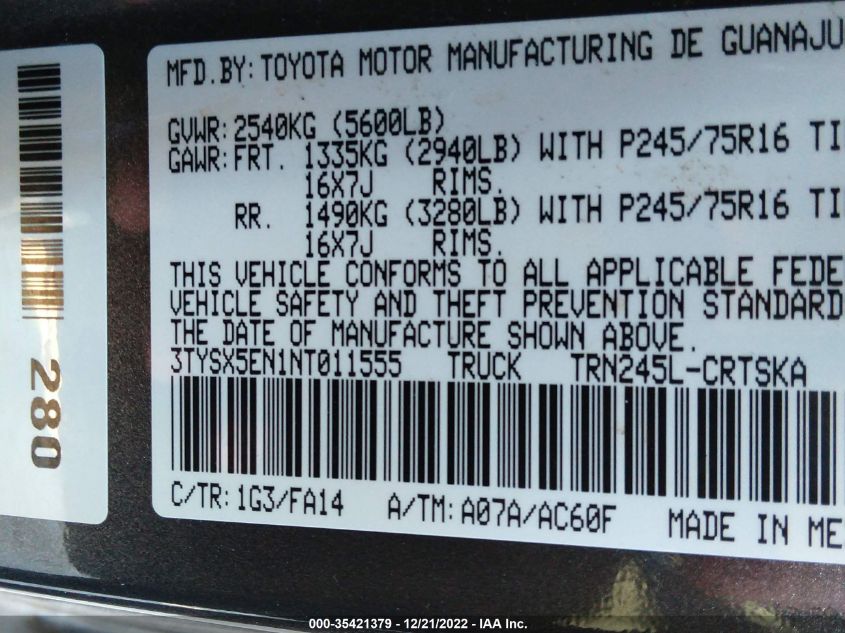 MFD.BY: TOYOTA MOTOR MANUFACTURING DE GUANAJU
GVWR: 2540KG (5600LB)
GAWR: FRT. 1335KG (2940LB) WITH P245/75R16 TI
16X7J RIMS.
RR. 1490KG (3280LB) WITH P245/75R16 TI
16X7J RIMS.
THIS VEHICLE CONFORMS TO ALL APPLICABLE FEDE
VEHICLE SAFETY AND THEFT PREVENTION STANDARD
THE DATE OF MANUFACTURE SHOWN ABOVE.
3TYSX5EN1NT011555 TRUCK TRN245L-CRTSKA
C/TR: 1G3/FA14 A/TM: A07A/AC60F MADE IN ME
280
000-35421379 - 12/21/2022 - IAA Inc.